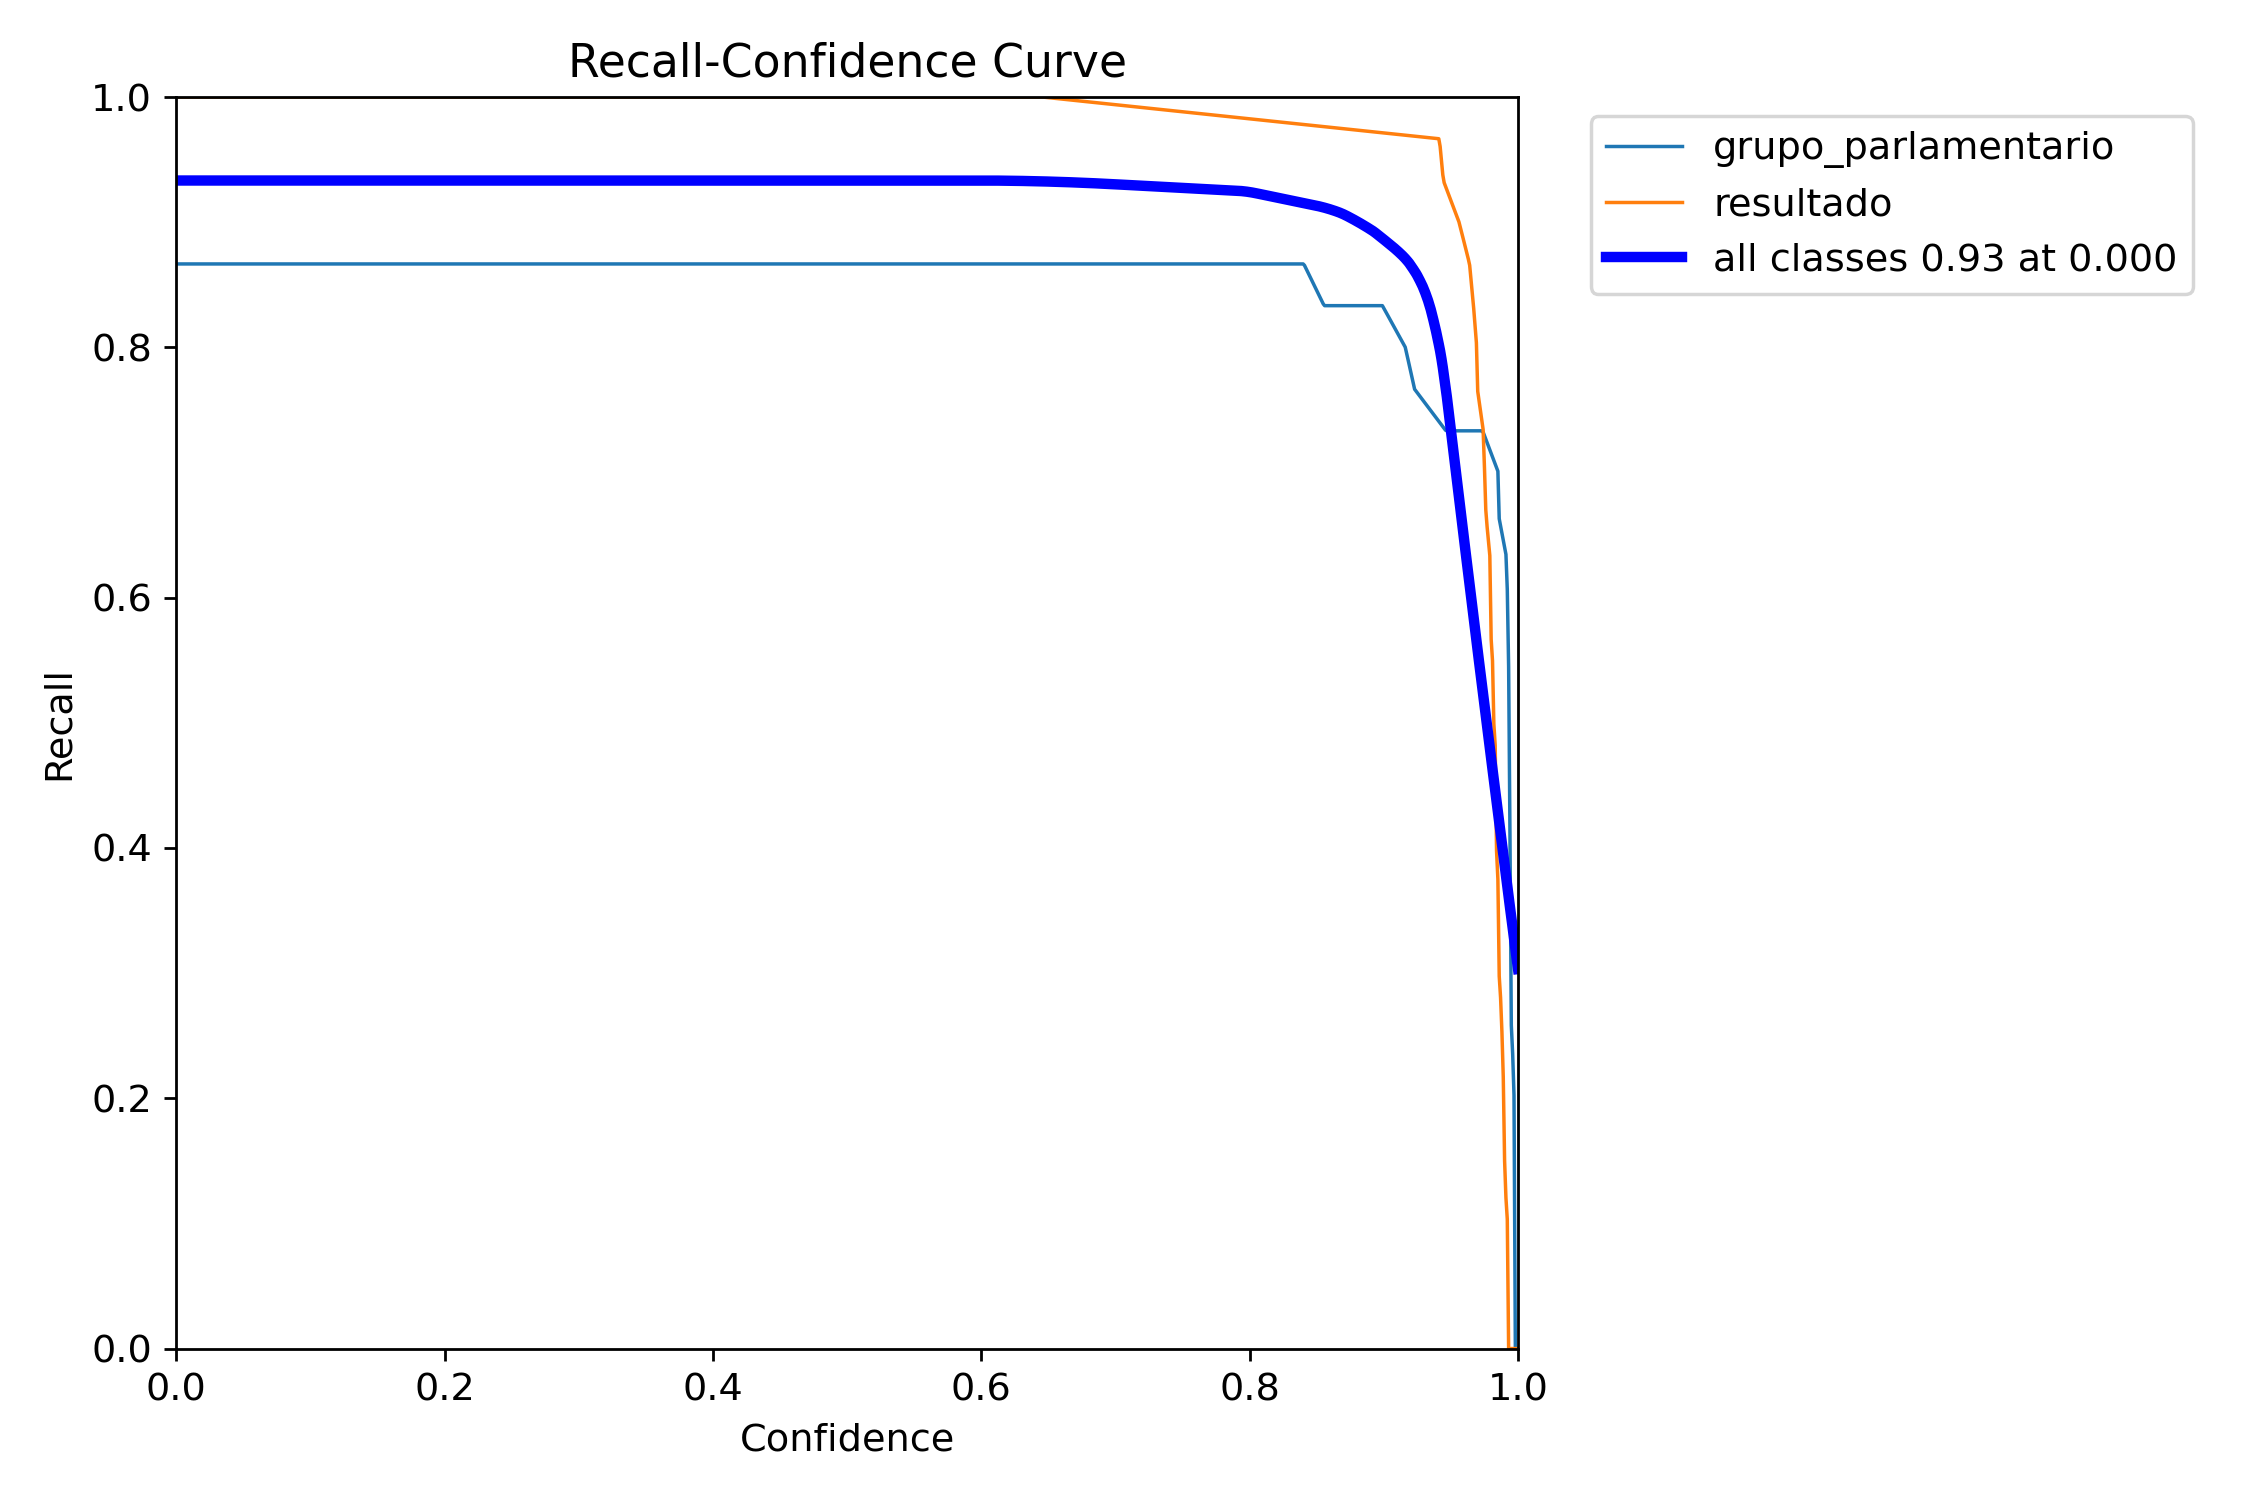 Recall-Confidence Curve
1.0
0.8
0.6
0.4
0.2
0.0
Recall
0.0 0.2 0.4 0.6 0.8 1.0
Confidence
grupo_parlamentario
resultado
all classes 0.93 at 0.000